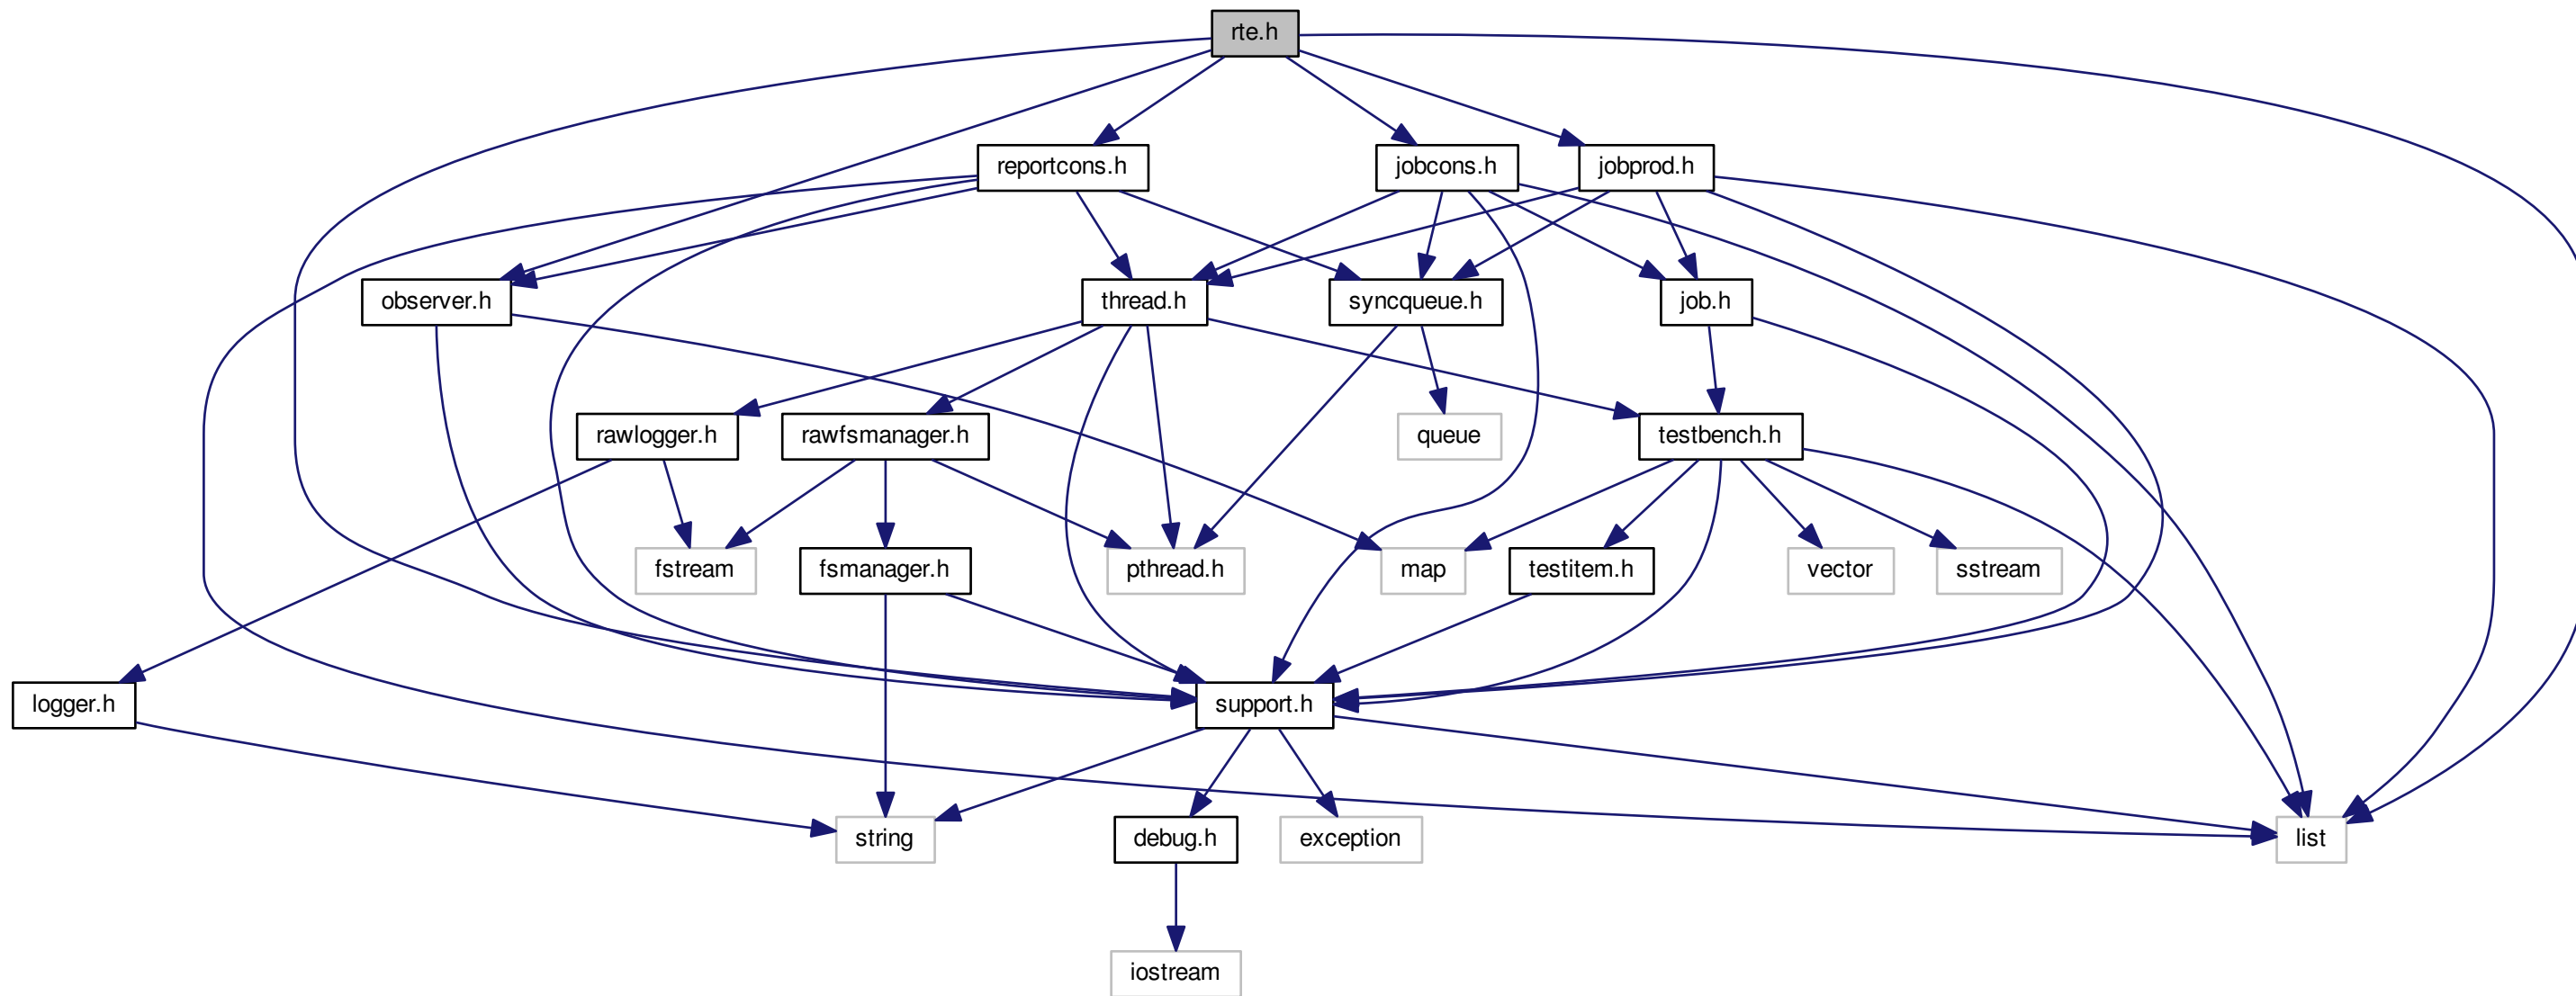 rte.h
reportcons.h
jobcons.h
jobprod.h
observer.h
thread.h
syncqueue.h
job.h
rawlogger.h
rawfsmanager.h
queue
testbench.h
fstream
fsmanager.h
pthread.h
map
testitem.h
vector
sstream
logger.h
support.h
string
debug.h
exception
list
iostream